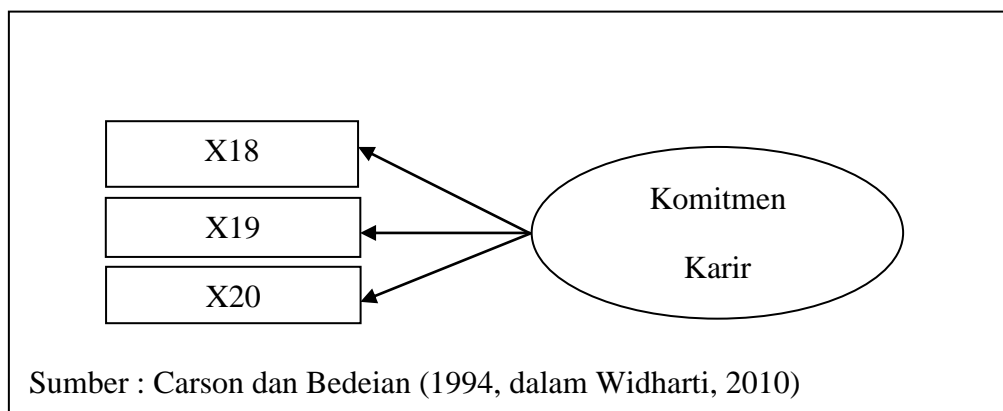 X18
X19
X20
Komitmen
Karir
Sumber : Carson dan Bedeian (1994, dalam Widharti, 2010)